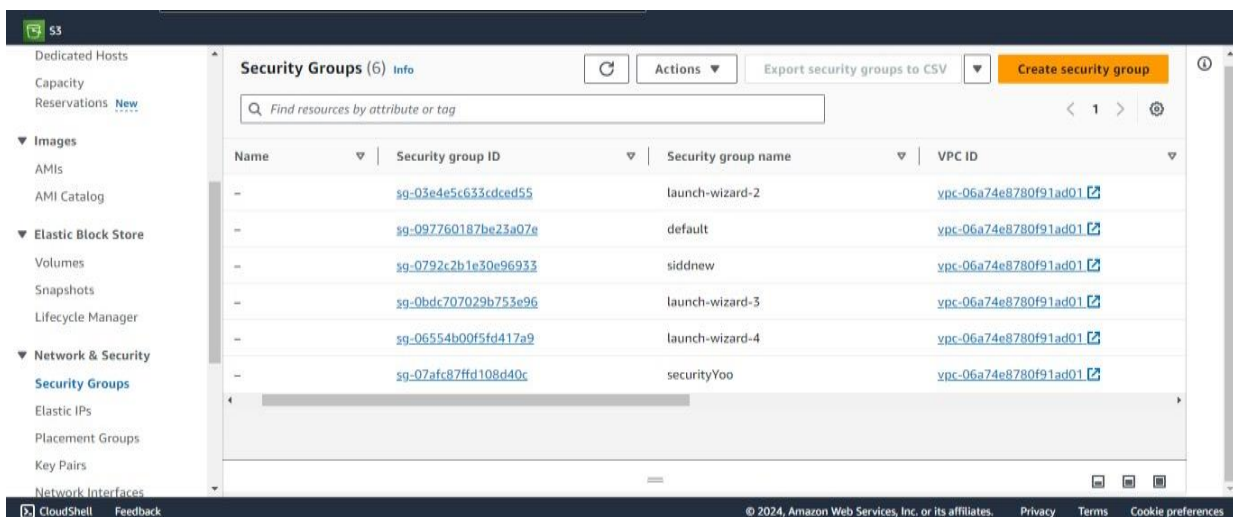 S3
Dedicated Hosts
Capacity
Reservations New
Images
AMIs
AMI Catalog
Elastic Block Store
Volumes
Snapshots
Lifecycle Manager
Network & Security
Security Groups
Elastic IPs
Placement Groups
Key Pairs
Network Interfaces
Security Groups (6) Info
Actions
Export security groups to CSV
Create security group
Find resources by attribute or tag
1
Name Security group ID Security group name VPC ID
– sg-03e4e5c633cdced55 launch-wizard-2 vpc-06a74e8780f91ad01
– sg-097760187be23a07e default vpc-06a74e8780f91ad01
– sg-0792c2b1e30e96933 siddnew vpc-06a74e8780f91ad01
– sg-0bdc707029b753e96 launch-wizard-3 vpc-06a74e8780f91ad01
– sg-06554b00f5fd417a9 launch-wizard-4 vpc-06a74e8780f91ad01
– sg-07afc87ffd108d40c securityYoo vpc-06a74e8780f91ad01
CloudShell Feedback © 2024, Amazon Web Services, Inc. or its affiliates. Privacy Terms Cookie preferences